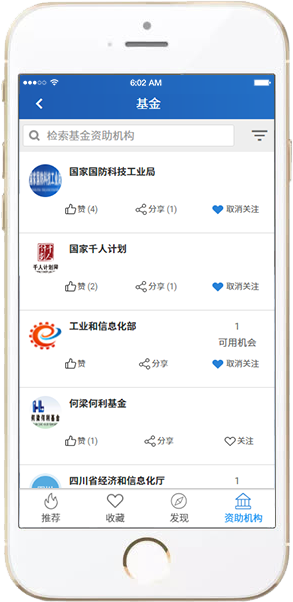 6:02 AM
基金
检索基金资助机构
国家国防科技工业局
赞 (4) 分享 (1) 取消关注
国家千人计划
千人计划网
赞 (2) 分享 (1) 取消关注
工业和信息化部 1
可用机会
赞 分享 取消关注
何梁何利基金
何梁何利基金
赞 (1) 分享 关注
四川省经济和信息化厅 1
推荐 收藏 发现 资助机构